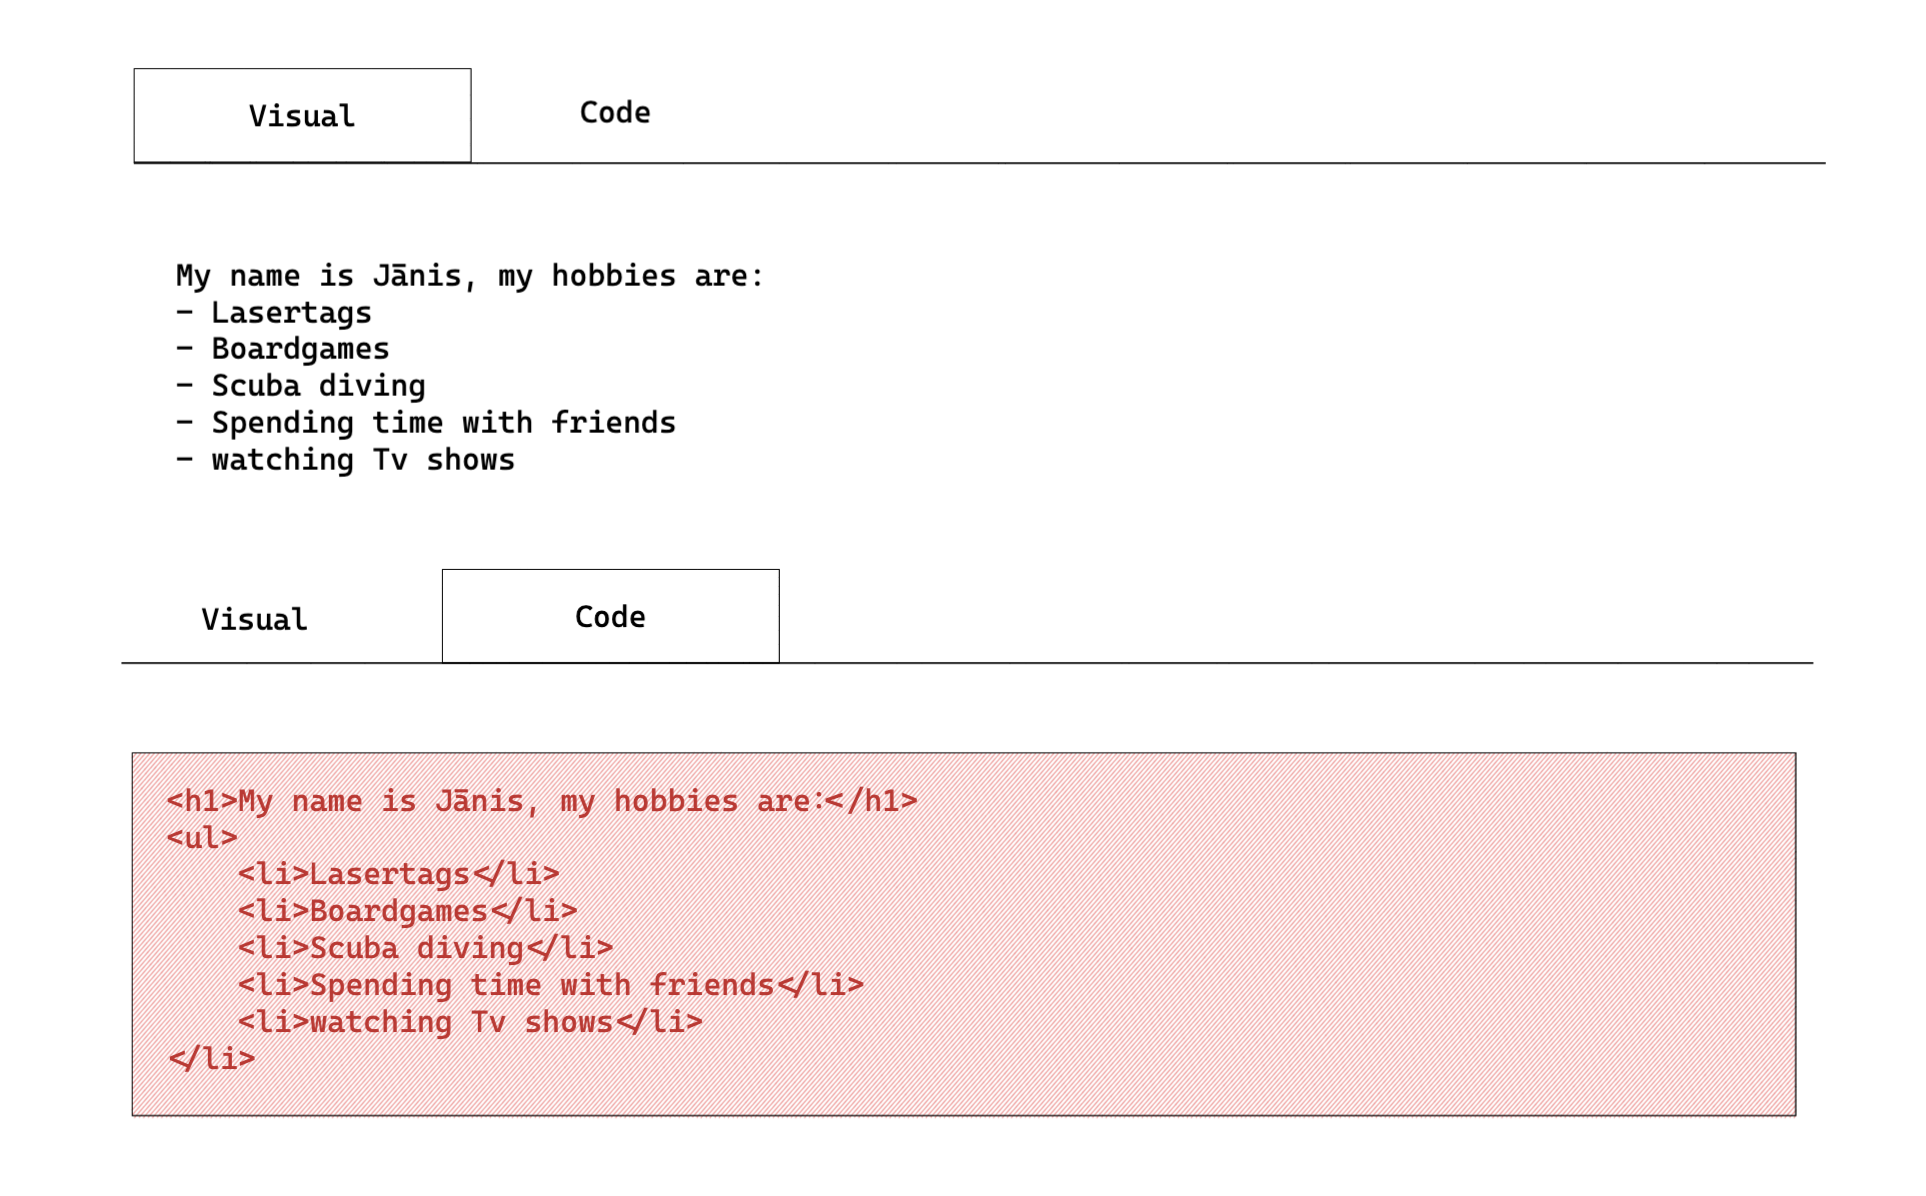 Visual Code
My name is Jānis, my hobbies are:
- Lasertags
- Boardgames
- Scuba diving
- Spending time with friends
- watching Tv shows
Visual Code
<h1>My name is Jānis, my hobbies are:</h1>
<ul>
    <li>Lasertags</li>
    <li>Boardgames</li>
    <li>Scuba diving</li>
    <li>Spending time with friends</li>
    <li>watching Tv shows</li>
</li>